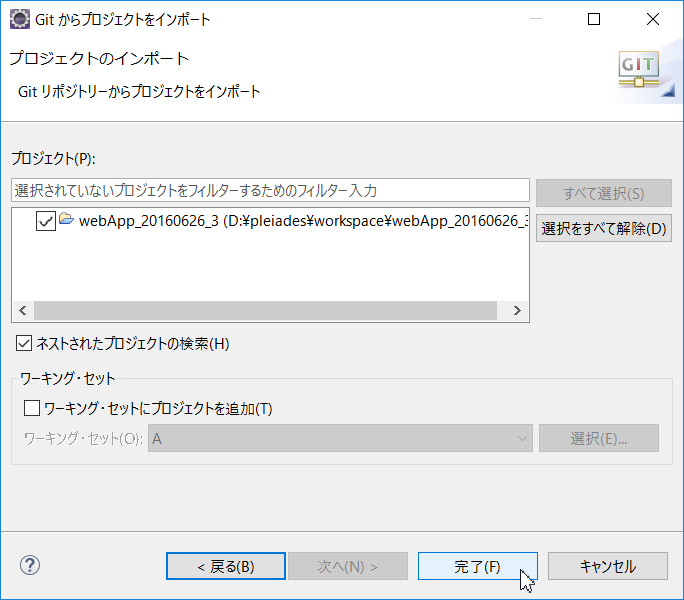 Git からプロジェクトをインポート
プロジェクトのインポート
Git リポジトリーからプロジェクトをインポート
GIT
プロジェクト(P):
選択されていないプロジェクトをフィルターするためのフィルター入力
すべて選択(S)
webApp_20160626_3 (D:¥pleiades¥workspace¥webApp_20160626_3
選択をすべて解除(D)
ネストされたプロジェクトの検索(H)
ワーキング・セット
ワーキング・セットにプロジェクトを追加(T)
ワーキング・セット(O): A 選択(E)...
< 戻る(B) 次へ(N) > 完了(F) キャンセル